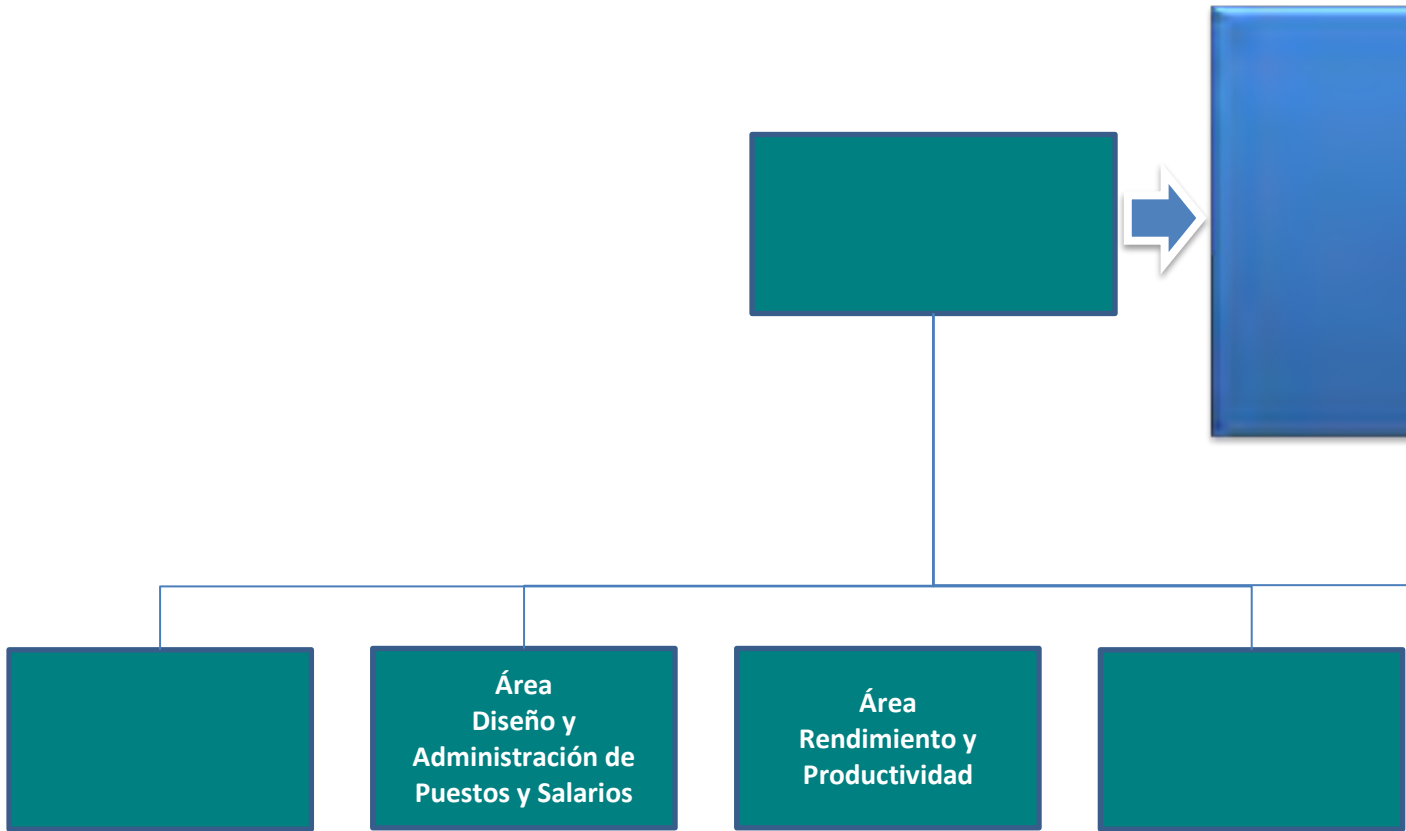 Área
Diseño y
Administración de
Puestos y Salarios
Área
Rendimiento y
Productividad